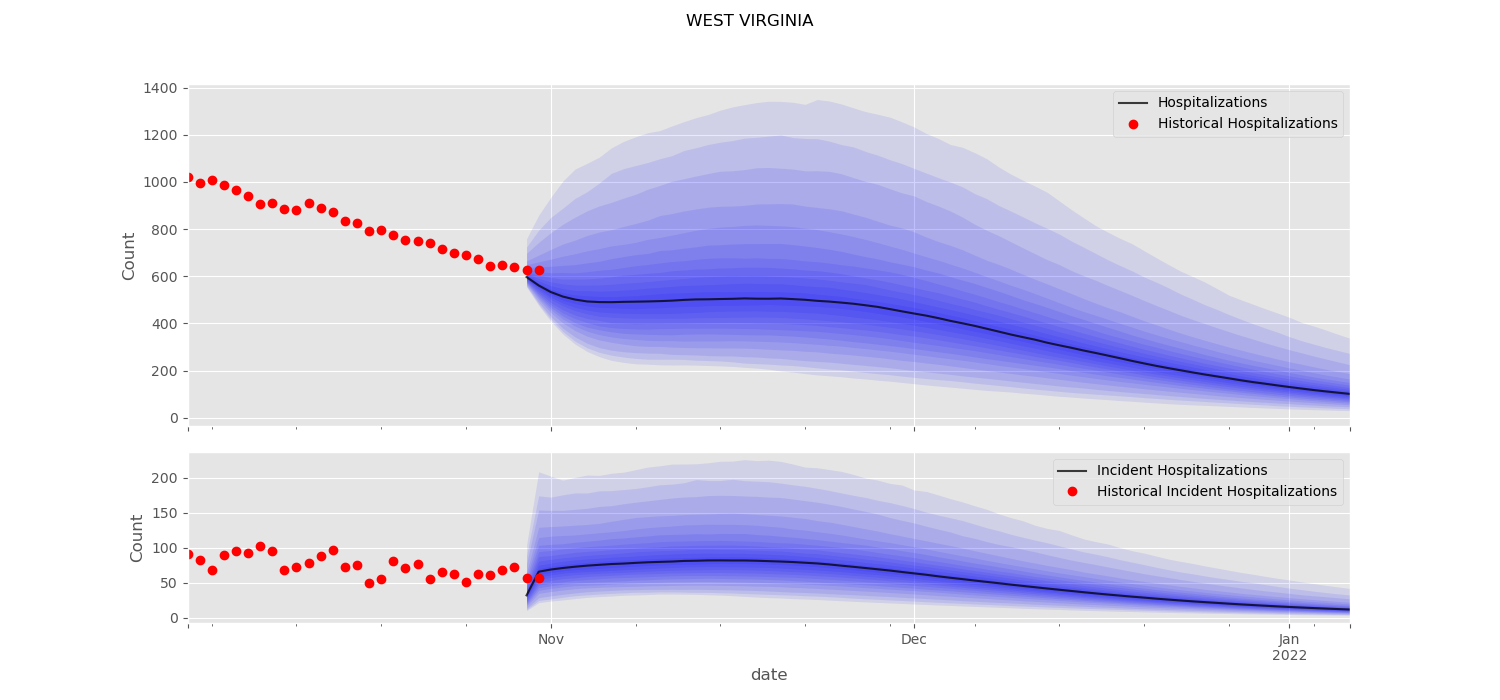 WEST VIRGINIA
1400
1200
1000
800
600
400
200
0
Count
Hospitalizations
Historical Hospitalizations
200
150
100
50
0
Count
Incident Hospitalizations
Historical Incident Hospitalizations
Nov
Dec
Jan
2022
date